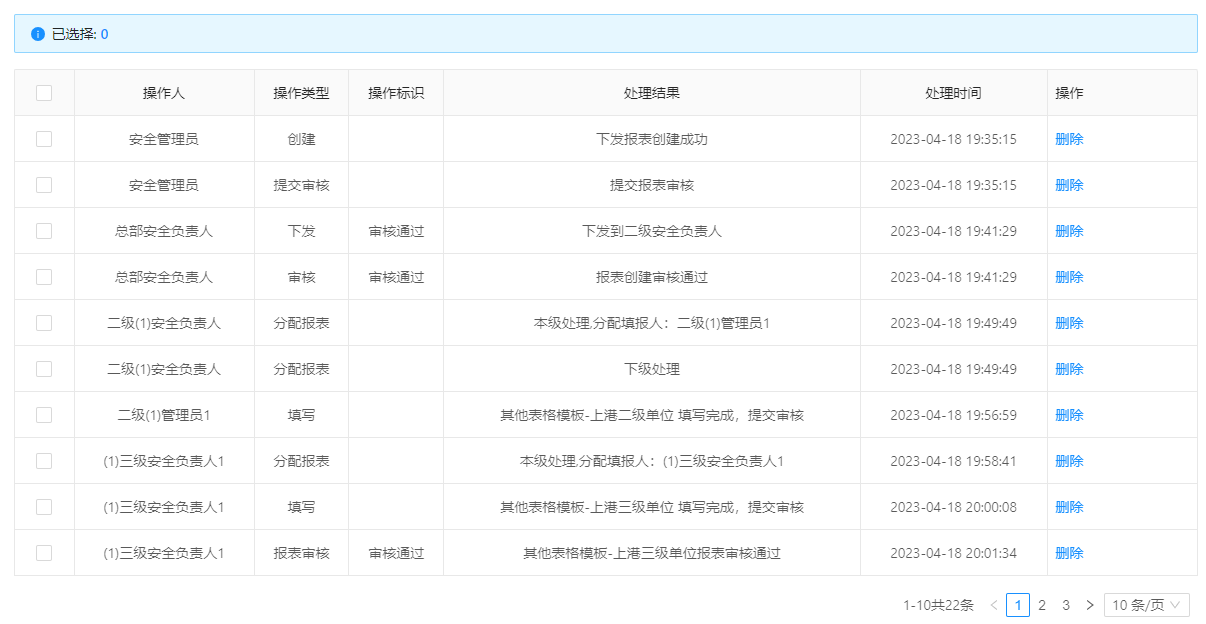 已选择: 0
操作人 操作类型 操作标识 处理结果 处理时间 操作
安全管理员 创建 下发报表创建成功 2023-04-18 19:35:15 删除
安全管理员 提交审核 提交报表审核 2023-04-18 19:35:15 删除
总部安全负责人 下发 审核通过 下发到二级安全负责人 2023-04-18 19:41:29 删除
总部安全负责人 审核 审核通过 报表创建审核通过 2023-04-18 19:41:29 删除
二级(1)安全负责人 分配报表 本级处理,分配填报人：二级(1)管理员1 2023-04-18 19:49:49 删除
二级(1)安全负责人 分配报表 下级处理 2023-04-18 19:49:49 删除
二级(1)管理员1 填写 其他表格模板-上港二级单位 填写完成，提交审核 2023-04-18 19:56:59 删除
(1)三级安全负责人1 分配报表 本级处理,分配填报人：(1)三级安全负责人1 2023-04-18 19:58:41 删除
(1)三级安全负责人1 填写 其他表格模板-上港三级单位 填写完成，提交审核 2023-04-18 20:00:08 删除
(1)三级安全负责人1 报表审核 审核通过 其他表格模板-上港三级单位报表审核通过 2023-04-18 20:01:34 删除
1-10共22条 1 2 3 10 条/页